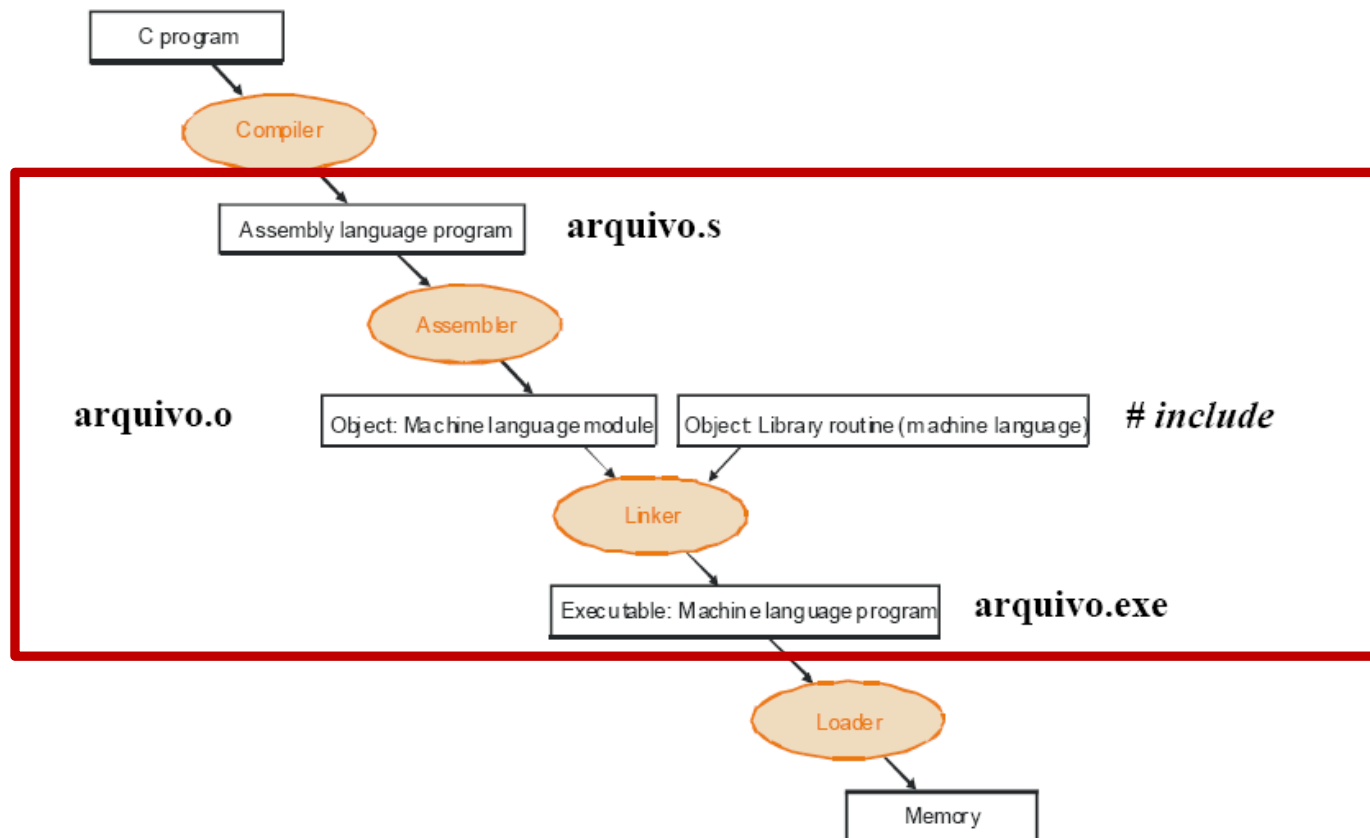 C program
Compiler
Assembly language program
arquivo.s
Assembler
arquivo.o
Object: Machine language module
Object: Library routine (machine language)
# include
Linker
Executable: Machine language program
arquivo.exe
Loader
Memory